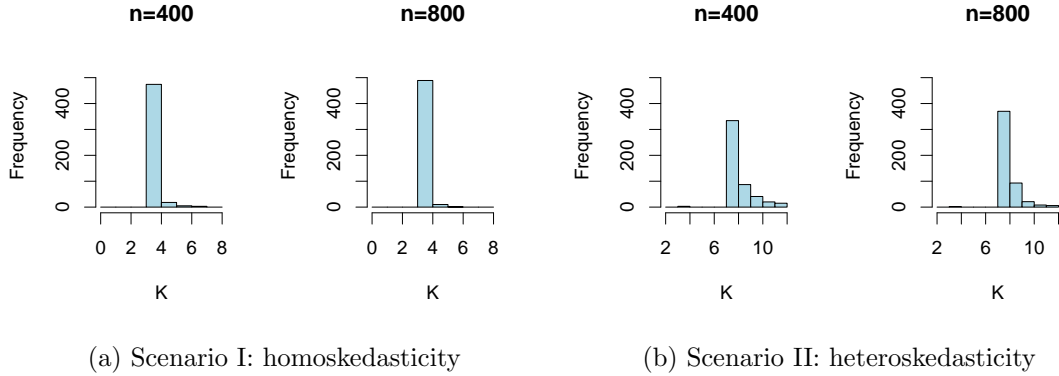 n=400
Frequency
0 200 400
0 2 4 6 8
K
n=800
Frequency
0 200 400
0 2 4 6 8
K
(a) Scenario I: homoskedasticity
n=400
Frequency
0 200 400
2 6 10
K
n=800
Frequency
0 200 400
2 6 10
K
(b) Scenario II: heteroskedasticity